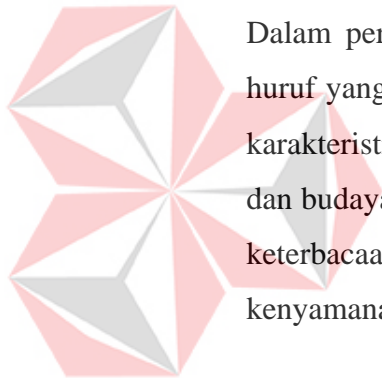 Dalam per
huruf yang
karakterist
dan budaya
keterbacaa
kenyamana